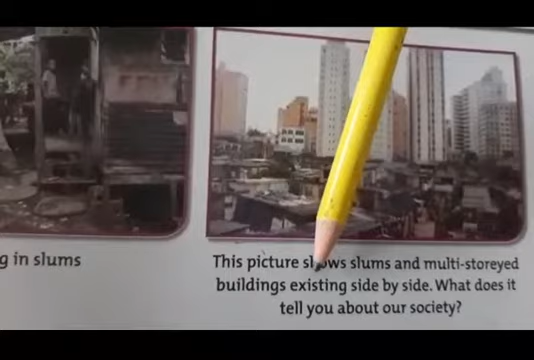 g in slums
This picture shows slums and multi-storeyed
buildings existing side by side. What does it
tell you about our society?